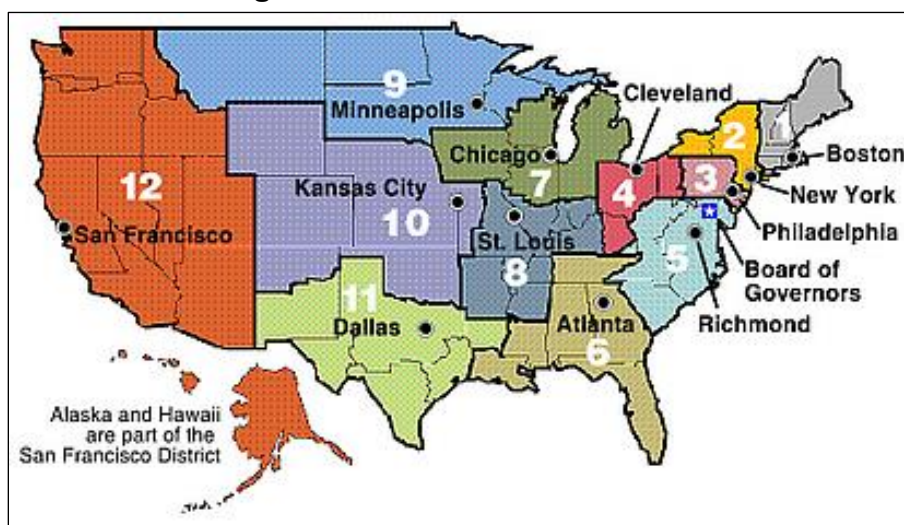 9
Minneapolis
Cleveland
2
1
Chicago
7
Boston
12
Kansas City
4
3
New York
10
San Francisco
St. Louis
Philadelphia
5
8
Board of
Governors
11
Dallas
Atlanta
Richmond
6
Alaska and Hawaii
are part of the
San Francisco District